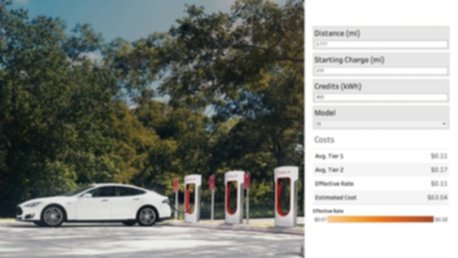 Distance (mi)
Starting Charge (mi)
Credits (kWh)
Model
Costs
Avg. Tier 1 $0.11
Avg. Tier 2 $0.17
Effective Rate $0.11
Estimated Cost $63.04
Effective Rate